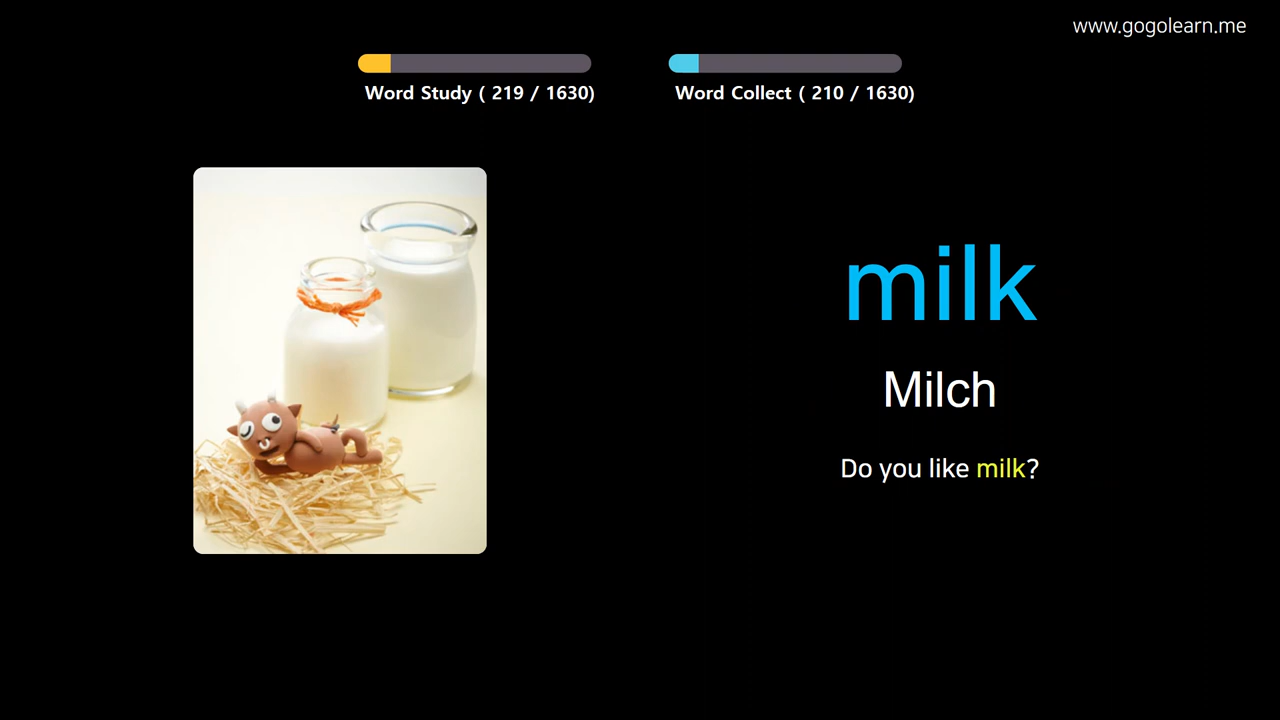 www.gogolearn.me
Word Study ( 219 / 1630)
Word Collect ( 210 / 1630)
milk
Milch
Do you like milk?